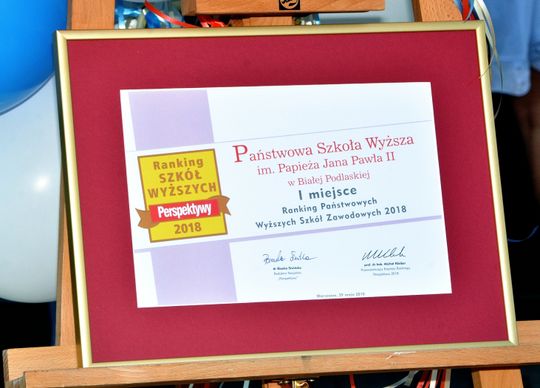 Ranking
SZKÓŁ
WYŻSZYCH
Perspektywy
2018
Państwowa Szkoła Wyższa
im. Papieża Jana Pawła II
w Białej Podlaskiej
I miejsce
Ranking Państwowych
Wyższych Szkół Zawodowych 2018